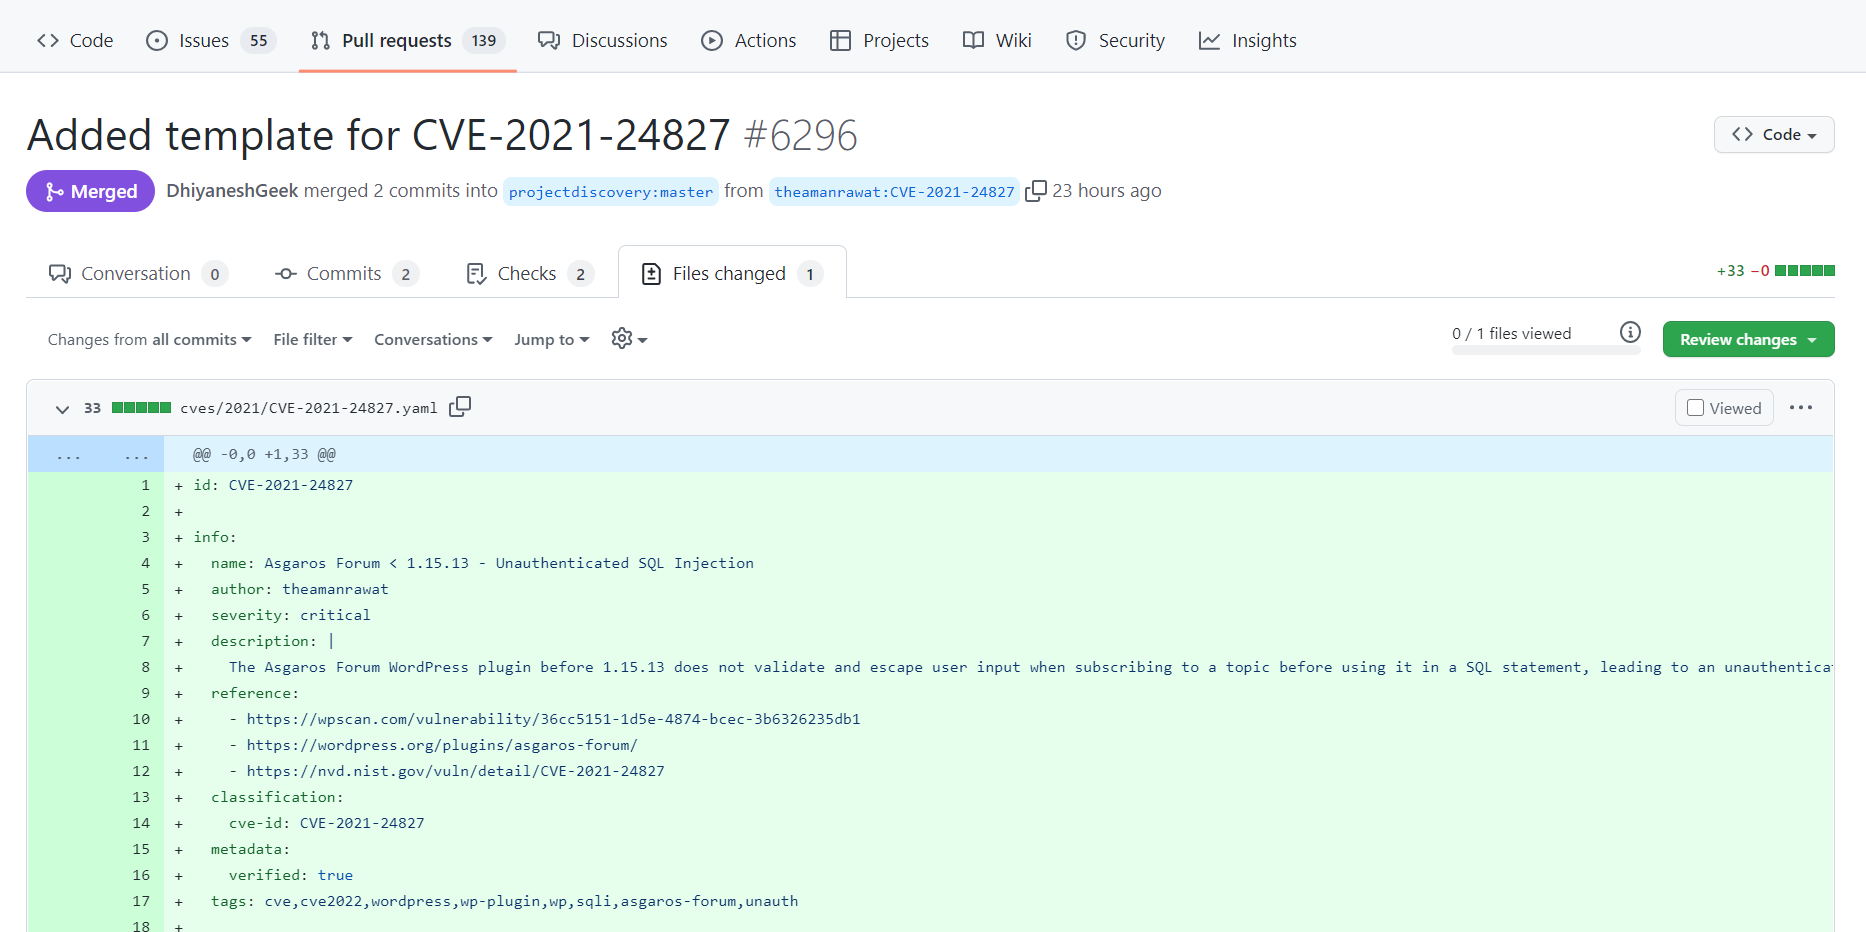 Code Issues 55 Pull requests 139 Discussions Actions Projects Wiki Security Insights
Added template for CVE-2021-24827 #6296
Code
Merged DhiyaneshGeek merged 2 commits into projectdiscovery:master from theamanrawat:CVE-2021-24827 23 hours ago
Conversation 0 Commits 2 Checks 2 Files changed 1 +33 −0
Changes from all commits File filter Conversations Jump to 0 / 1 files viewed Review changes
33 cves/2021/CVE-2021-24827.yaml Viewed ...
... ... @@ -0,0 +1,33 @@
1 + id: CVE-2021-24827
2 +
3 + info:
4 + name: Asgaros Forum < 1.15.13 - Unauthenticated SQL Injection
5 + author: theamanrawat
6 + severity: critical
7 + description: |
8 + The Asgaros Forum WordPress plugin before 1.15.13 does not validate and escape user input when subscribing to a topic before using it in a SQL statement, leading to an unauthenticat
9 + reference:
10 + - https://wpscan.com/vulnerability/36cc5151-1d5e-4874-bcec-3b6326235db1
11 + - https://wordpress.org/plugins/asgaros-forum/
12 + - https://nvd.nist.gov/vuln/detail/CVE-2021-24827
13 + classification:
14 + cve-id: CVE-2021-24827
15 + metadata:
16 + verified: true
17 + tags: cve,cve2022,wordpress,wp-plugin,wp,sqli,asgaros-forum,unauth
18 +